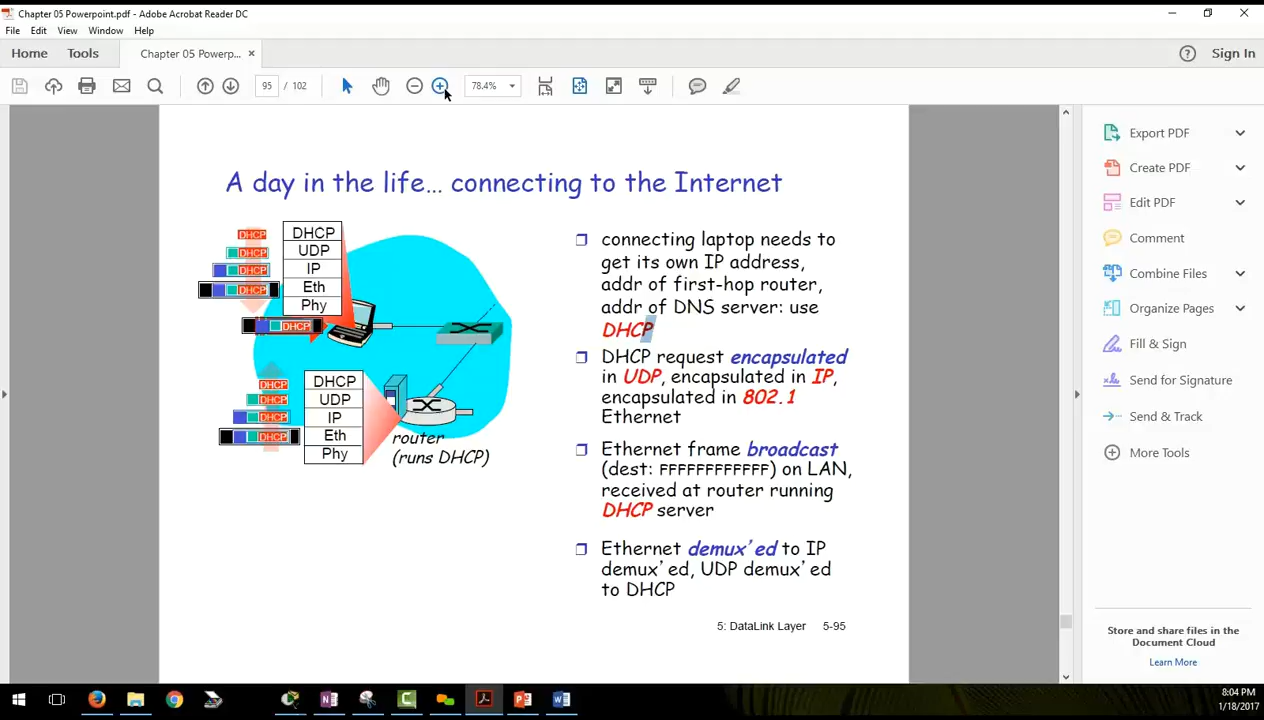 Chapter 05 Powerpoint.pdf - Adobe Acrobat Reader DC
File Edit View Window Help
Home Tools Chapter 05 Powerp... × Sign In
95 / 102 78.4%
A day in the life... connecting to the Internet
DHCP
DHCP
DHCP
DHCP
DHCP
DHCP
UDP
IP
Eth
Phy
DHCP
DHCP
DHCP
DHCP
DHCP
UDP
IP
Eth
Phy
router
(runs DHCP)
connecting laptop needs to
get its own IP address,
addr of first-hop router,
addr of DNS server: use
DHCP
DHCP request encapsulated
in UDP, encapsulated in IP,
encapsulated in 802.1
Ethernet
Ethernet frame broadcast
(dest: FFFFFFFFFFFF) on LAN,
received at router running
DHCP server
Ethernet demux'ed to IP
demux'ed, UDP demux'ed
to DHCP
5: DataLink Layer 5-95
Export PDF
Create PDF
Edit PDF
Comment
Combine Files
Organize Pages
Fill & Sign
Send for Signature
Send & Track
More Tools
Store and share files in the
Document Cloud
Learn More
8:04 PM
1/18/2017